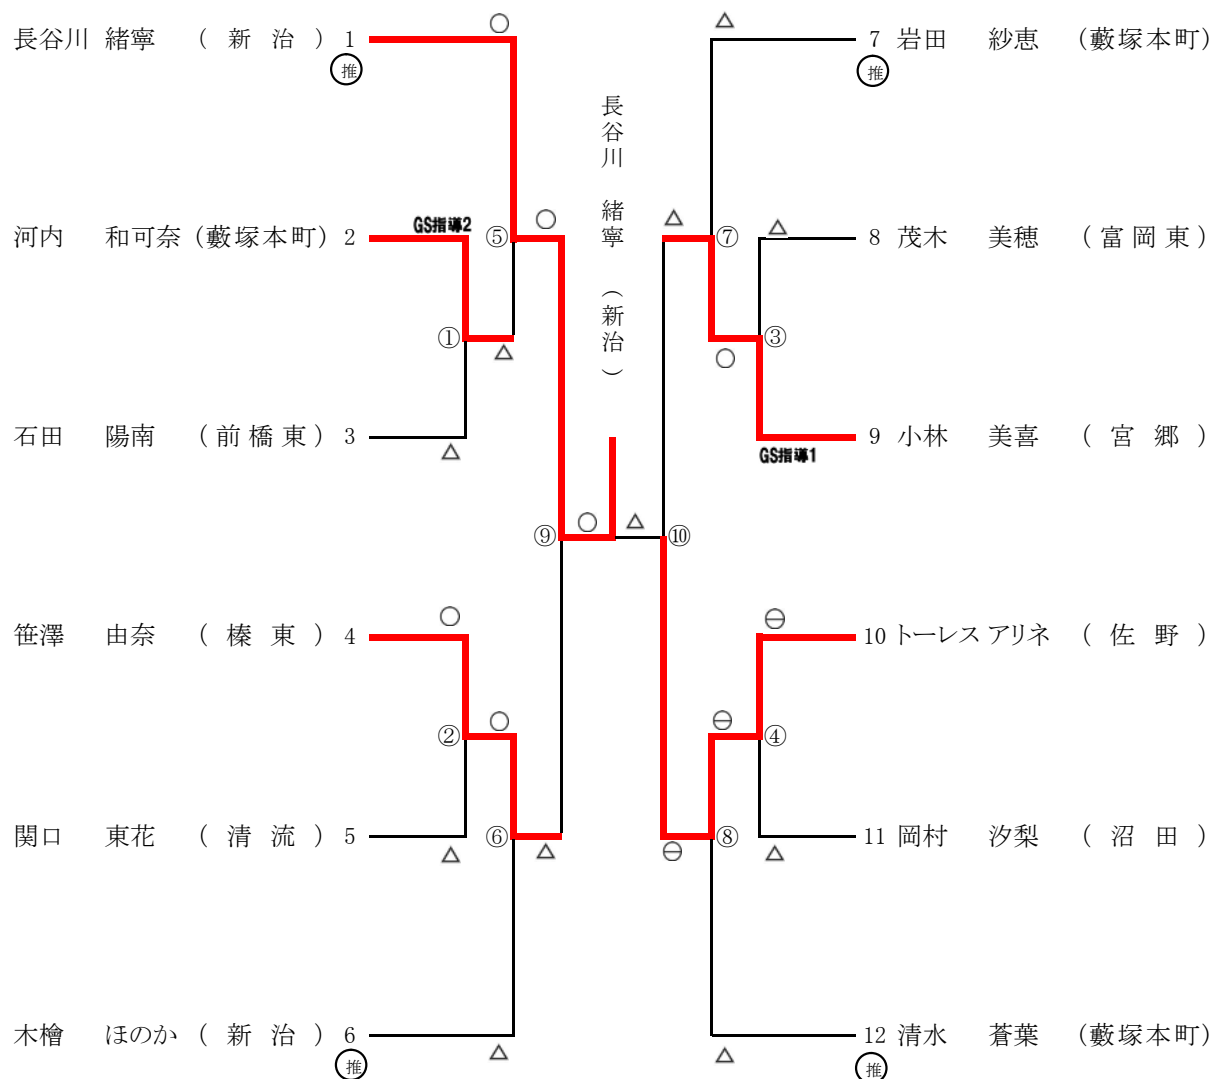 長谷川 緒寧 (新治) 1
推
河内 和可奈 (藪塚本町) 2
GS指導2
石田 陽南 (前橋東) 3
笹澤 由奈 (榛東) 4
関口 東花 (清流) 5
木檜 ほのか (新治) 6
推
①
②
⑤
⑥
⑨
長谷川 緒寧 (新治)
⑩
⑦
⑧
③
④
7 岩田 紗恵 (藪塚本町)
推
8 茂木 美穂 (富岡東)
9 小林 美喜 (宮郷)
GS指導1
10 トーレス アリネ (佐野)
11 岡村 汐梨 (沼田)
12 清水 蒼葉 (藪塚本町)
推